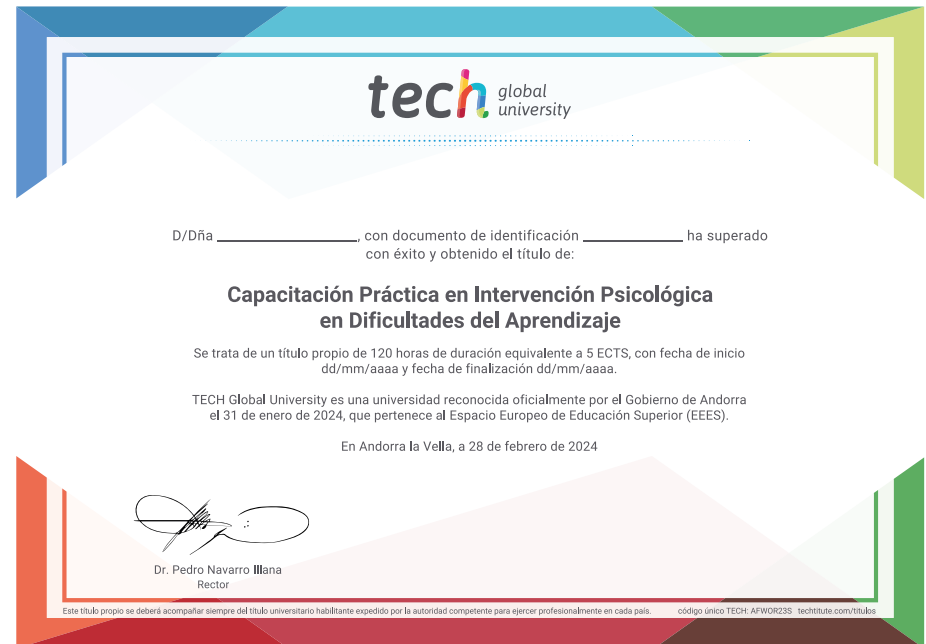 tech global university
D/Dña ____________, con documento de identificación ____________ ha superado
con éxito y obtenido el título de:
Capacitación Práctica en Intervención Psicológica
en Dificultades del Aprendizaje
Se trata de un título propio de 120 horas de duración equivalente a 5 ECTS, con fecha de inicio
dd/mm/aaaa y fecha de finalización dd/mm/aaaa.
TECH Global University es una universidad reconocida oficialmente por el Gobierno de Andorra
el 31 de enero de 2024, que pertenece al Espacio Europeo de Educación Superior (EEES).
En Andorra la Vella, a 28 de febrero de 2024
Dr. Pedro Navarro Illana
Rector
Este título propio se deberá acompañar siempre del título universitario habilitante expedido por la autoridad competente para ejercer profesionalmente en cada país. código único TECH: AFWOR23S techtitute.com/titulos